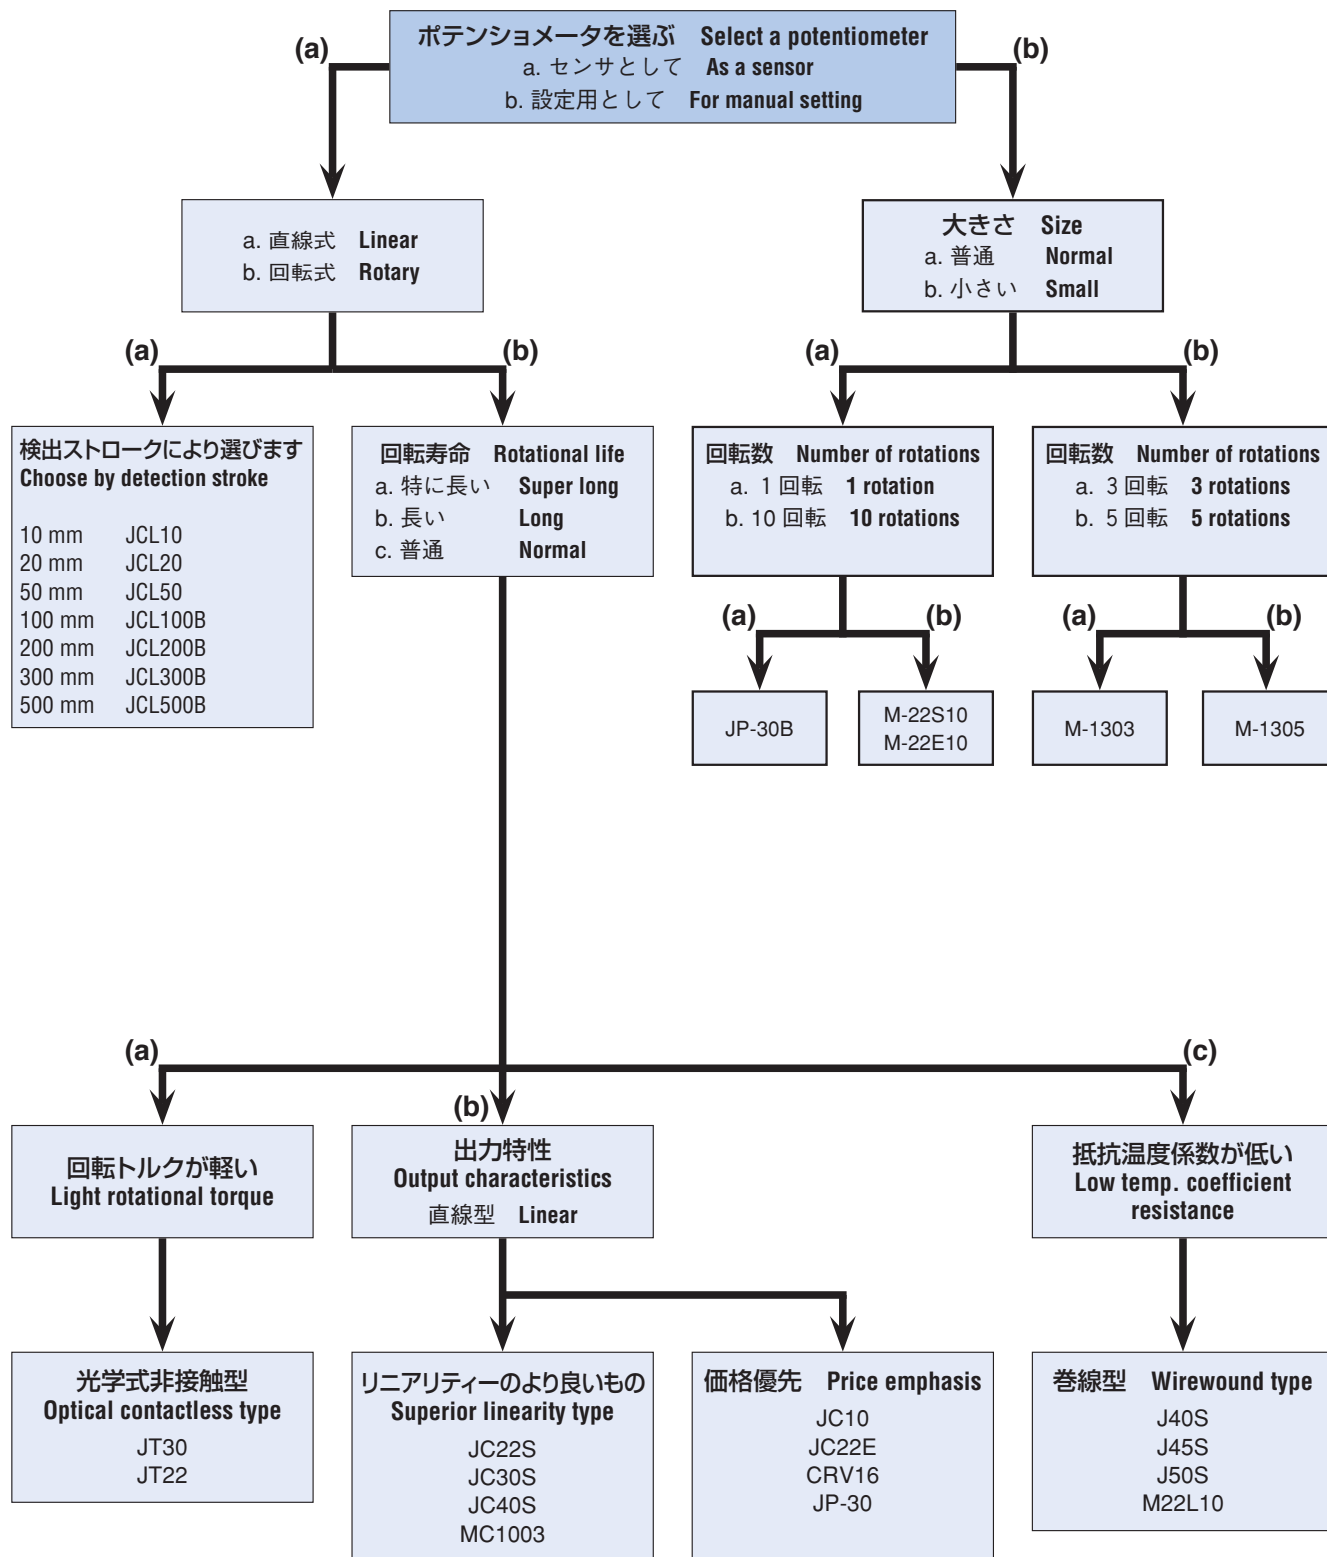 ポテンショメータを選ぶ Select a potentiometer
a. センサとして As a sensor
b. 設定用として For manual setting
(a)
(b)
a. 直線式 Linear
b. 回転式 Rotary
大きさ Size
a. 普通 Normal
b. 小さい Small
(a)
(b)
(a)
(b)
検出ストロークにより選びます
Choose by detection stroke
10 mm JCL10
20 mm JCL20
50 mm JCL50
100 mm JCL100B
200 mm JCL200B
300 mm JCL300B
500 mm JCL500B
回転寿命 Rotational life
a. 特に長い Super long
b. 長い Long
c. 普通 Normal
回転数 Number of rotations
a. 1 回転 1 rotation
b. 10 回転 10 rotations
回転数 Number of rotations
a. 3 回転 3 rotations
b. 5 回転 5 rotations
(a)
(b)
(a)
(b)
JP-30B
M-22S10
M-22E10
M-1303
M-1305
(a)
(b)
(c)
回転トルクが軽い
Light rotational torque
出力特性
Output characteristics
直線型 Linear
抵抗温度係数が低い
Low temp. coefficient
resistance
光学式非接触型
Optical contactless type
JT30
JT22
リニアリティーのより良いもの
Superior linearity type
JC22S
JC30S
JC40S
MC1003
価格優先 Price emphasis
JC10
JC22E
CRV16
JP-30
巻線型 Wirewound type
J40S
J45S
J50S
M22L10